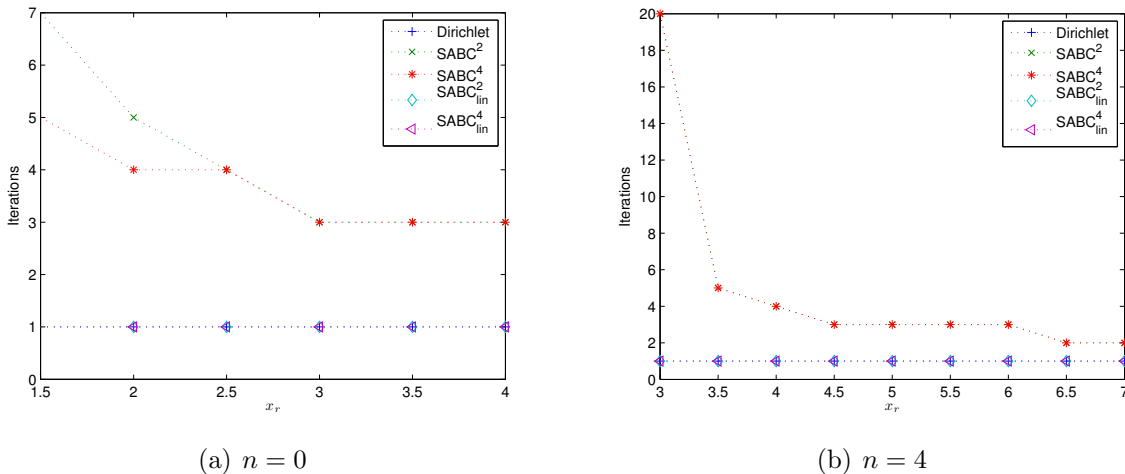 7
6
5
4
3
2
1
0
Iterations
1.5 2 2.5 3 3.5 4
x_r
Dirichlet
SABC^2
SABC^4
SABC^2_lin
SABC^4_lin
(a) n = 0
20
18
16
14
12
10
8
6
4
2
0
Iterations
3 3.5 4 4.5 5 5.5 6 6.5 7
x_r
Dirichlet
SABC^2
SABC^4
SABC^2_lin
SABC^4_lin
(b) n = 4